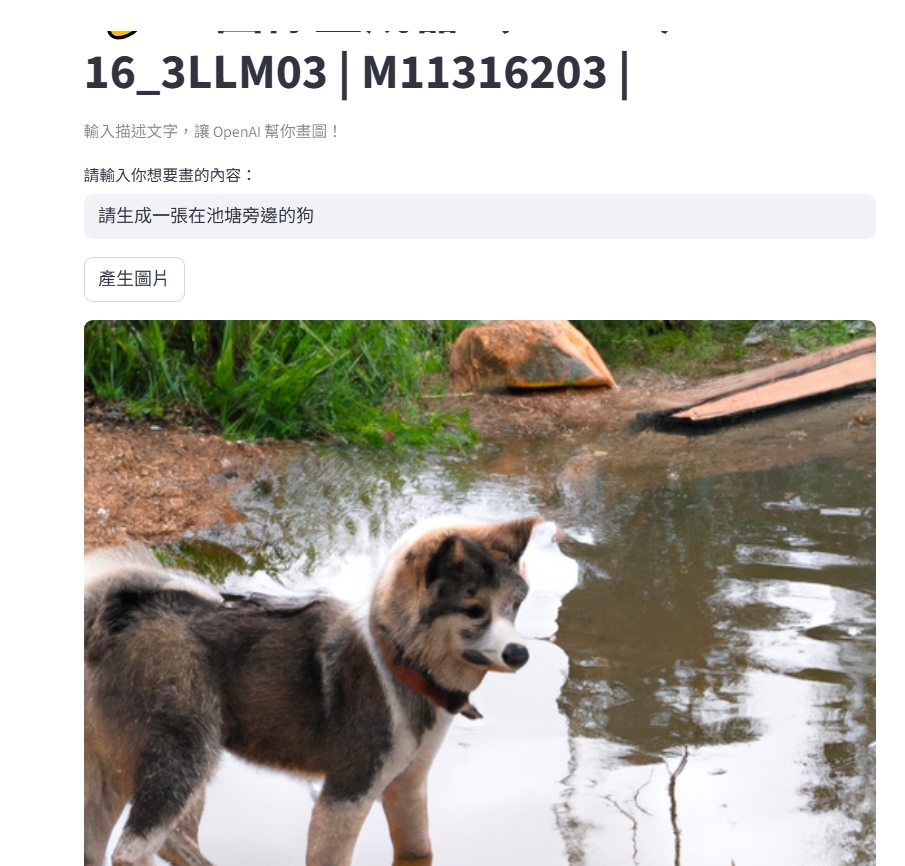 16_3LLM03 | M11316203 |
輸入描述文字，讓 OpenAI 幫你畫圖！
請輸入你想要畫的內容：
請生成一張在池塘旁邊的狗
產生圖片